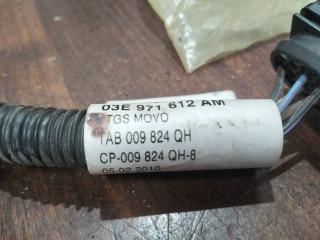 03E 971 612 AM
TGS MOVO
TAB 009 824 QH
CP-009 824 QH-8
05.02.2010